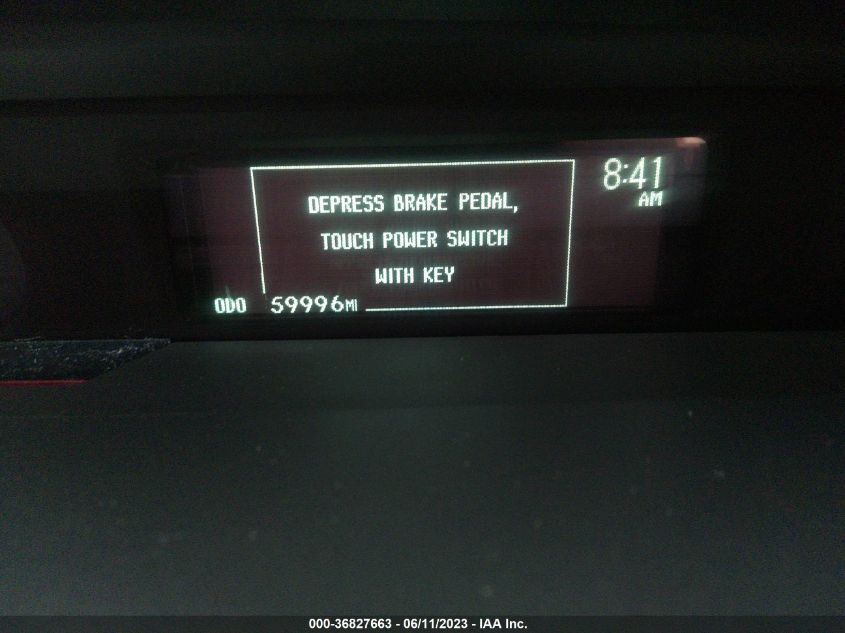 8:41
AM
DEPRESS BRAKE PEDAL,
TOUCH POWER SWITCH
WITH KEY
ODO 59996MI
000-36827663 - 06/11/2023 - IAA Inc.